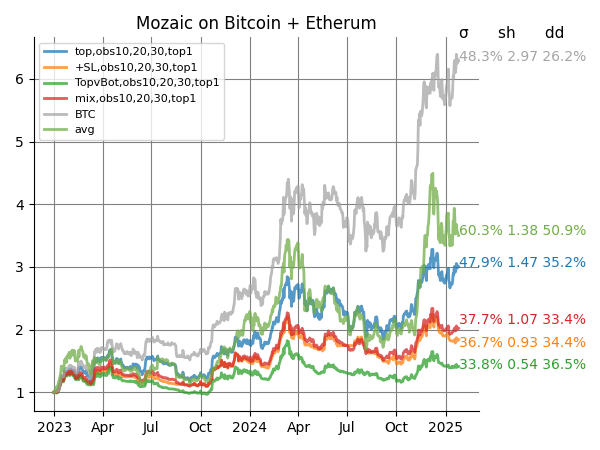 Mozaic on Bitcoin + Etherum
σ sh dd
top,obs10,20,30,top1
+SL,obs10,20,30,top1
TopvBot,obs10,20,30,top1
mix,obs10,20,30,top1
BTC
avg
48.3% 2.97 26.2%
60.3% 1.38 50.9%
47.9% 1.47 35.2%
37.7% 1.07 33.4%
36.7% 0.93 34.4%
33.8% 0.54 36.5%
6
5
4
3
2
1
2023 Apr Jul Oct 2024 Apr Jul Oct 2025